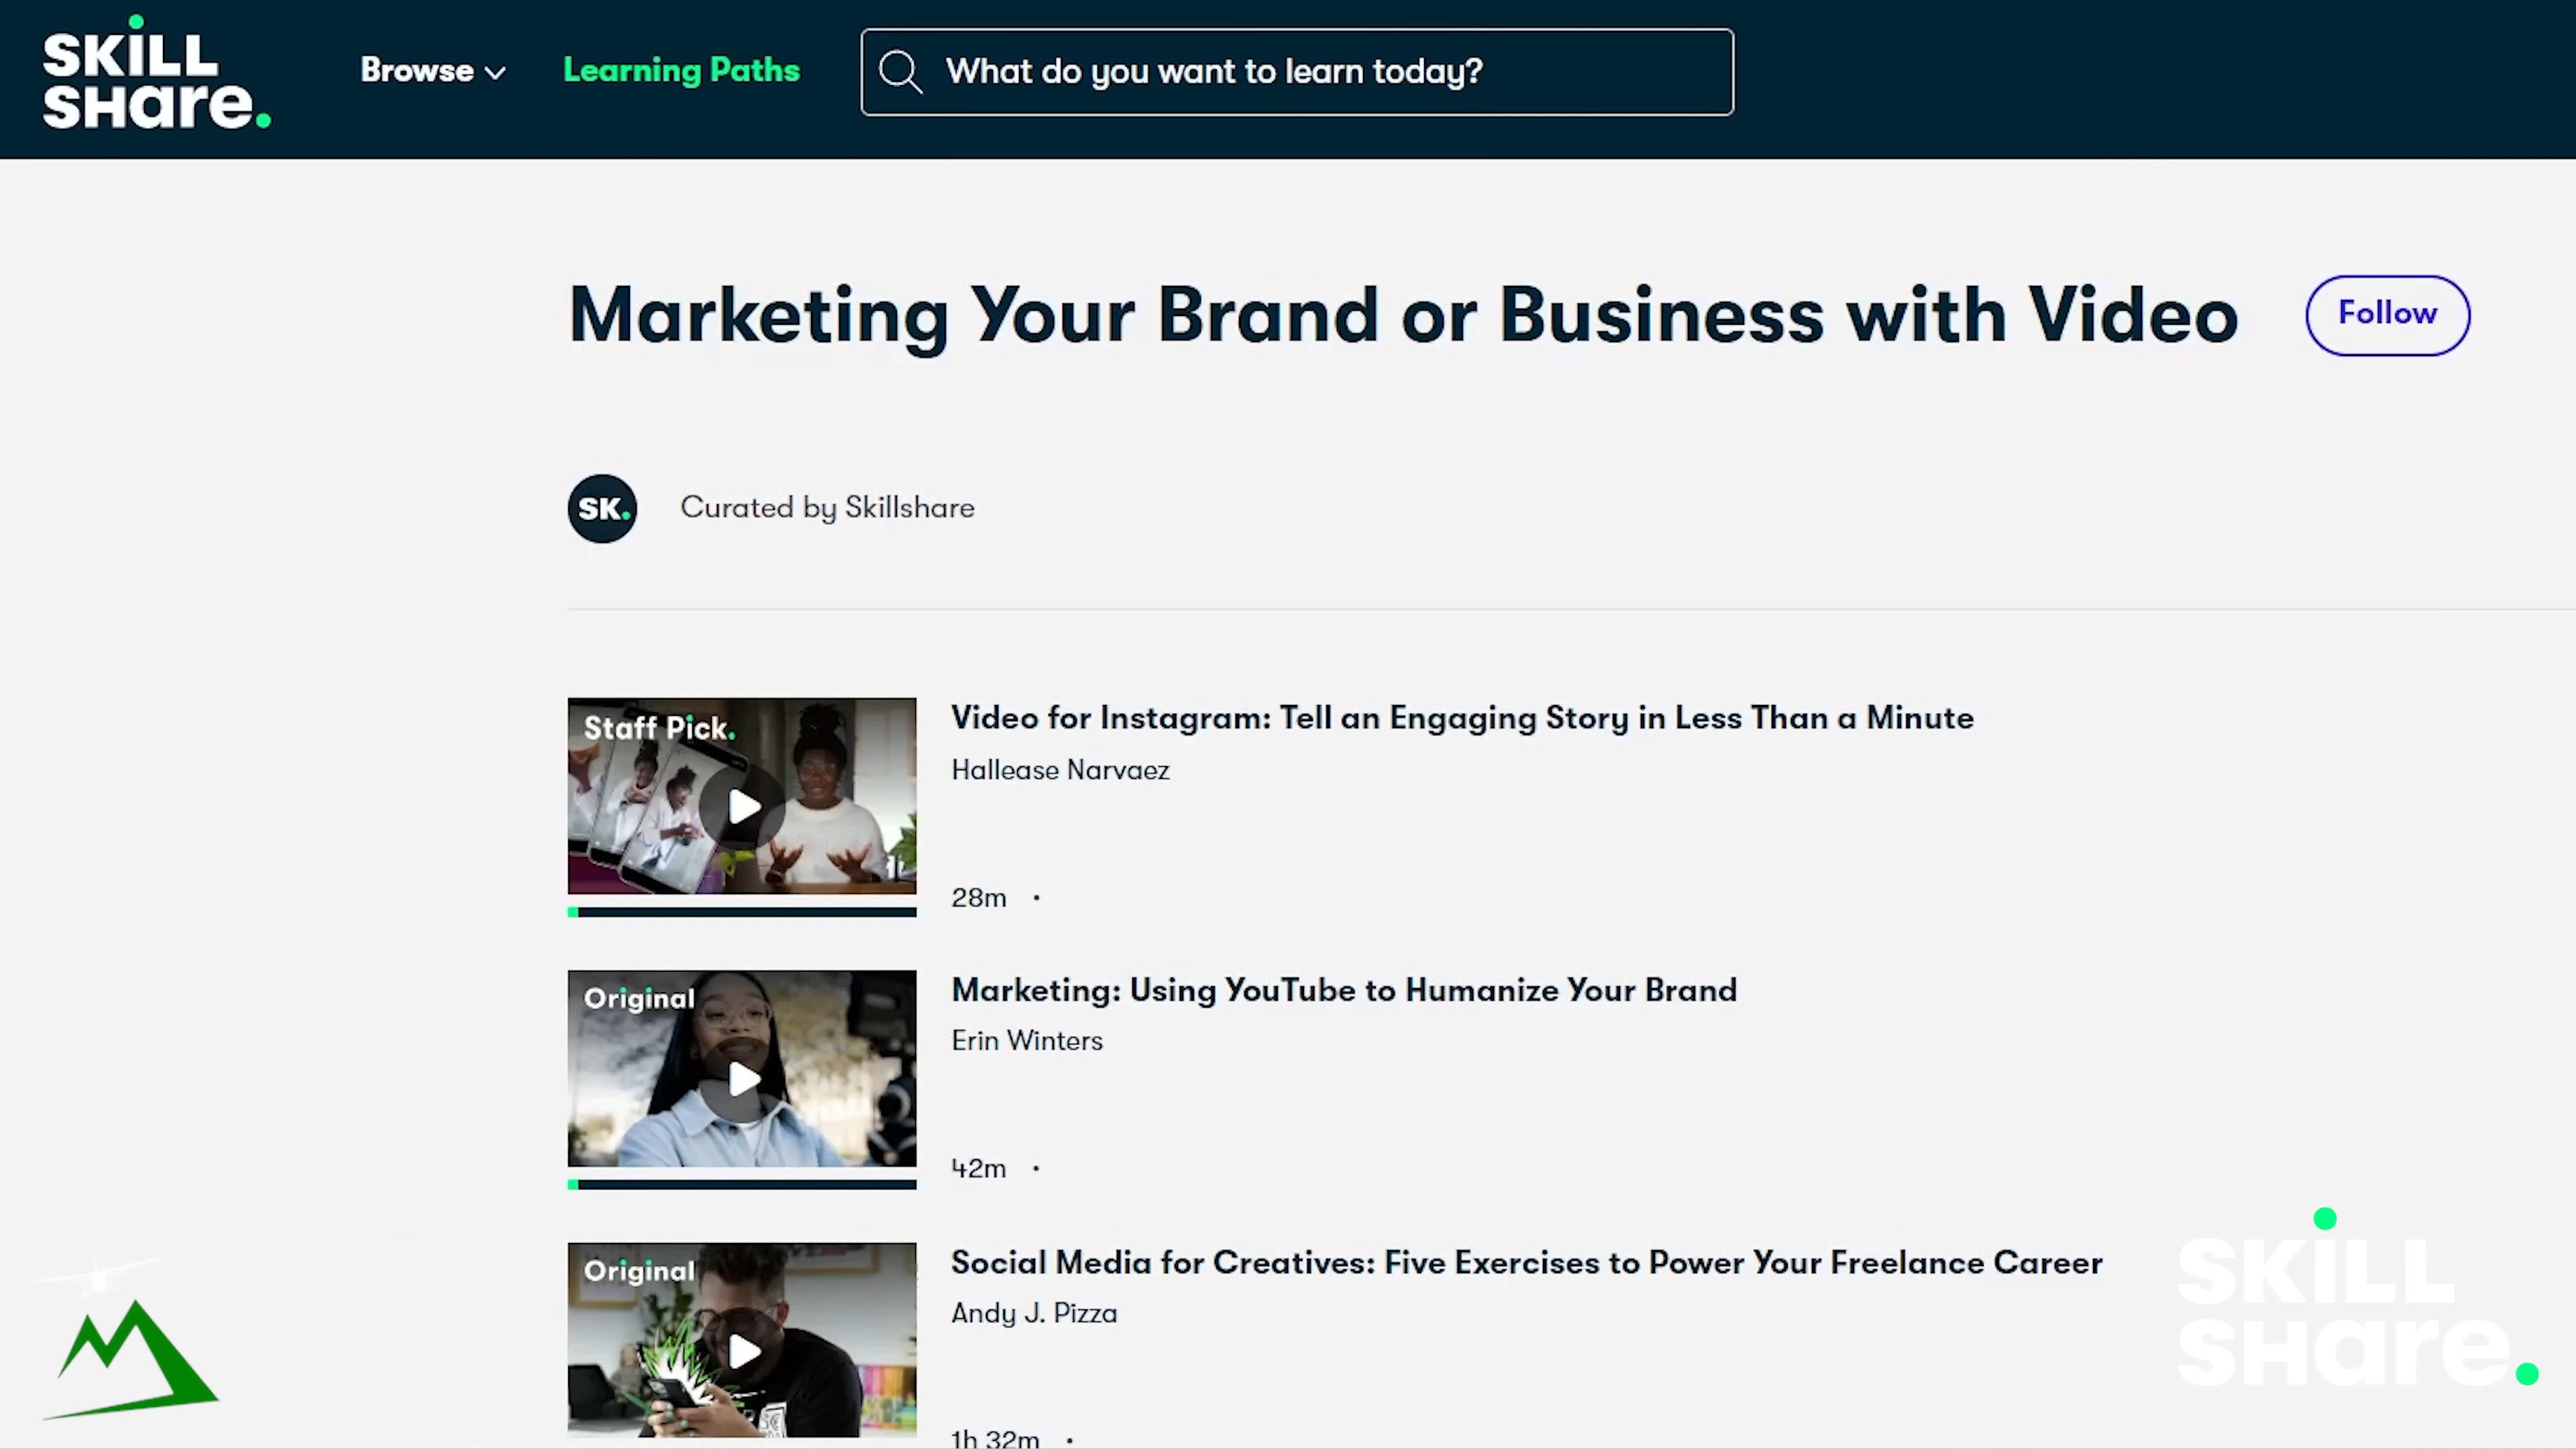 SKILL
SHare.
Browse
Learning Paths
What do you want to learn today?
Marketing Your Brand or Business with Video
Follow
SK.
Curated by Skillshare
Staff Pick.
Video for Instagram: Tell an Engaging Story in Less Than a Minute
Hallease Narvaez
28m •
Original
Marketing: Using YouTube to Humanize Your Brand
Erin Winters
42m •
Original
Social Media for Creatives: Five Exercises to Power Your Freelance Career
Andy J. Pizza
1h 32m •
SKILL
SHare.